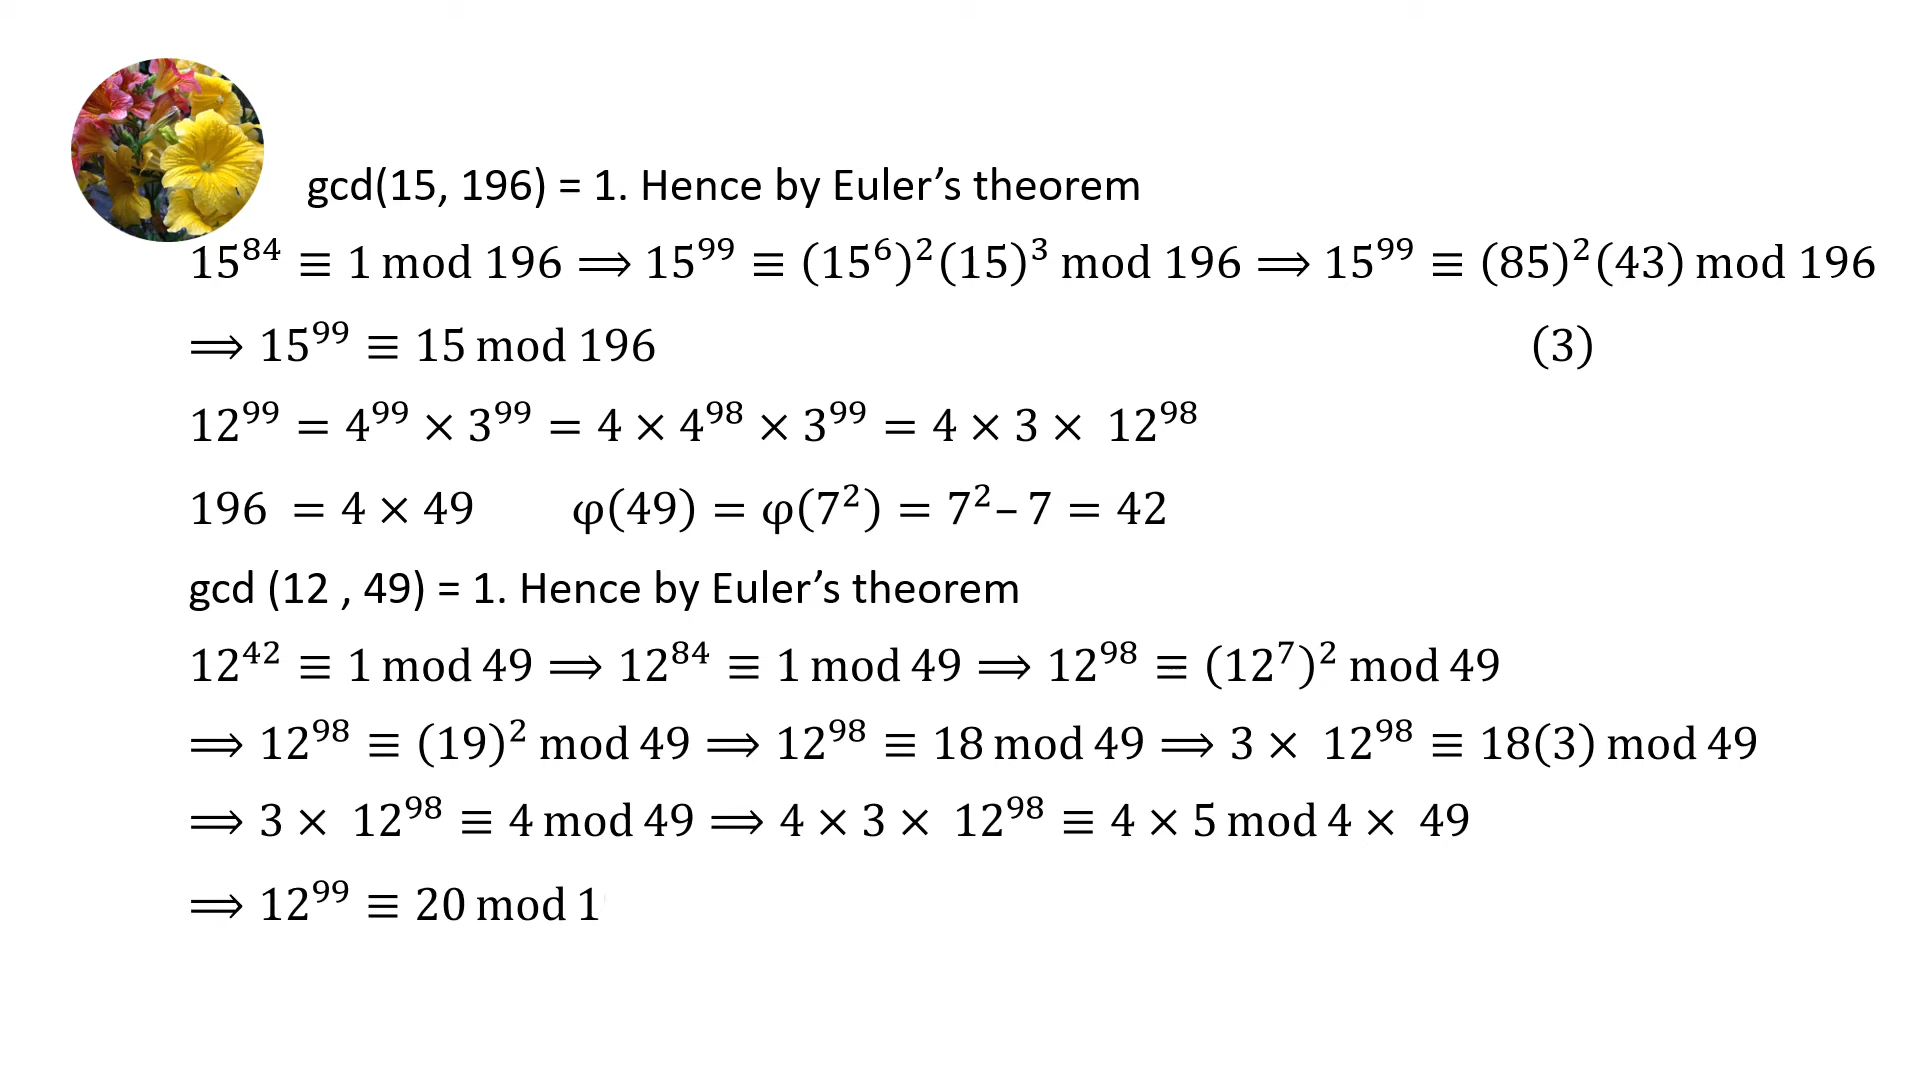 gcd(15, 196) = 1. Hence by Euler’s theorem
15⁸⁴ ≡ 1 mod 196 ⟹ 15⁹⁹ ≡ (15⁶)²(15)³ mod 196 ⟹ 15⁹⁹ ≡ (85)²(43) mod 196
⟹ 15⁹⁹ ≡ 15 mod 196 (3)
12⁹⁹ = 4⁹⁹ × 3⁹⁹ = 4 × 4⁹⁸ × 3⁹⁹ = 4 × 3 × 12⁹⁸
196 = 4 × 49 φ(49) = φ(7²) = 7² – 7 = 42
gcd (12 , 49) = 1. Hence by Euler’s theorem
12⁴² ≡ 1 mod 49 ⟹ 12⁸⁴ ≡ 1 mod 49 ⟹ 12⁹⁸ ≡ (12⁷)² mod 49
⟹ 12⁹⁸ ≡ (19)² mod 49 ⟹ 12⁹⁸ ≡ 18 mod 49 ⟹ 3 × 12⁹⁸ ≡ 18(3) mod 49
⟹ 3 × 12⁹⁸ ≡ 4 mod 49 ⟹ 4 × 3 × 12⁹⁸ ≡ 4 × 5 mod 4 × 49
⟹ 12⁹⁹ ≡ 20 mod 1